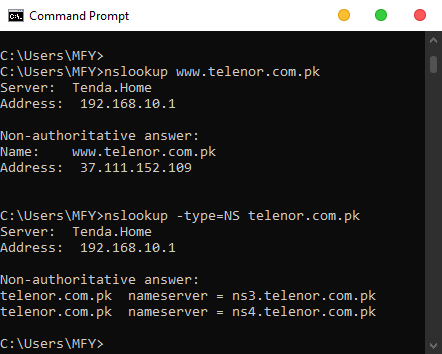 Command Prompt
C:\Users\MFY>
C:\Users\MFY>nslookup www.telenor.com.pk
Server:  Tenda.Home
Address:  192.168.10.1
Non-authoritative answer:
Name:    www.telenor.com.pk
Address:  37.111.152.109
C:\Users\MFY>nslookup -type=NS telenor.com.pk
Server:  Tenda.Home
Address:  192.168.10.1
Non-authoritative answer:
telenor.com.pk  nameserver = ns3.telenor.com.pk
telenor.com.pk  nameserver = ns4.telenor.com.pk
C:\Users\MFY>